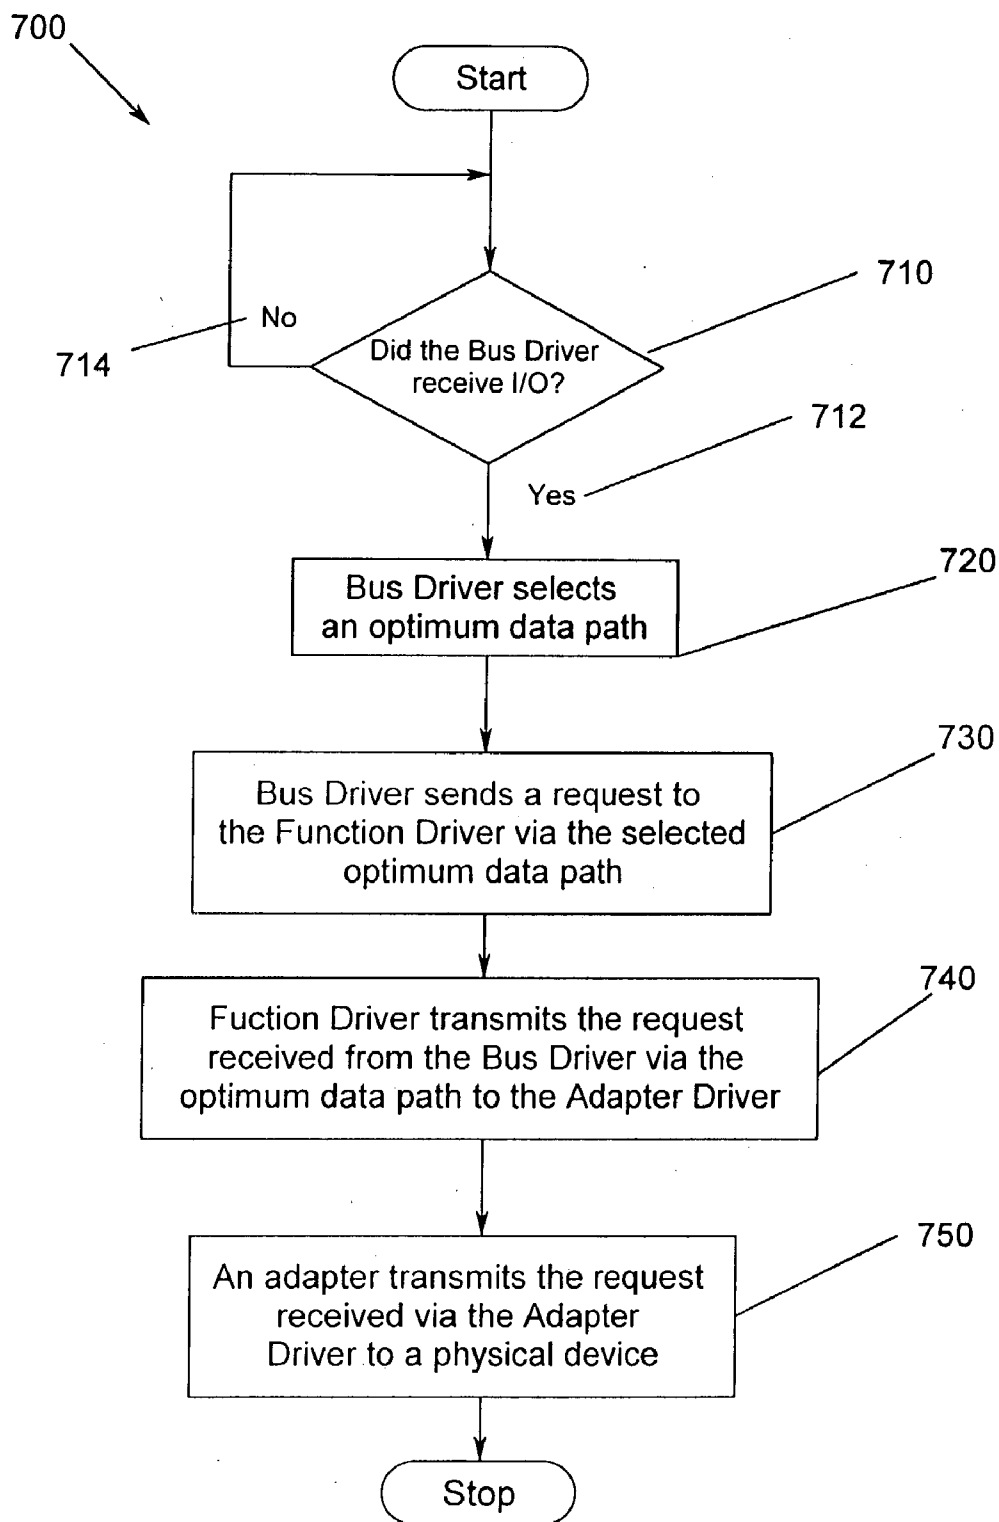 700
Start
710
Did the Bus Driver
receive I/O?
No
714
712
Yes
720
Bus Driver selects
an optimum data path
730
Bus Driver sends a request to
the Function Driver via the selected
optimum data path
740
Fuction Driver transmits the request
received from the Bus Driver via the
optimum data path to the Adapter Driver
750
An adapter transmits the request
received via the Adapter
Driver to a physical device
Stop